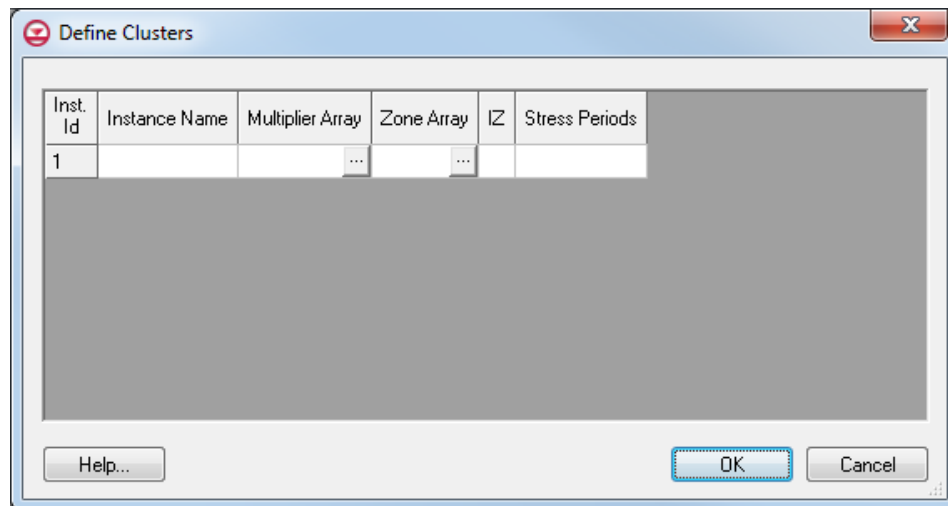 Define Clusters
Inst. Id Instance Name Multiplier Array Zone Array IZ Stress Periods
1 ... ...
Help... OK Cancel